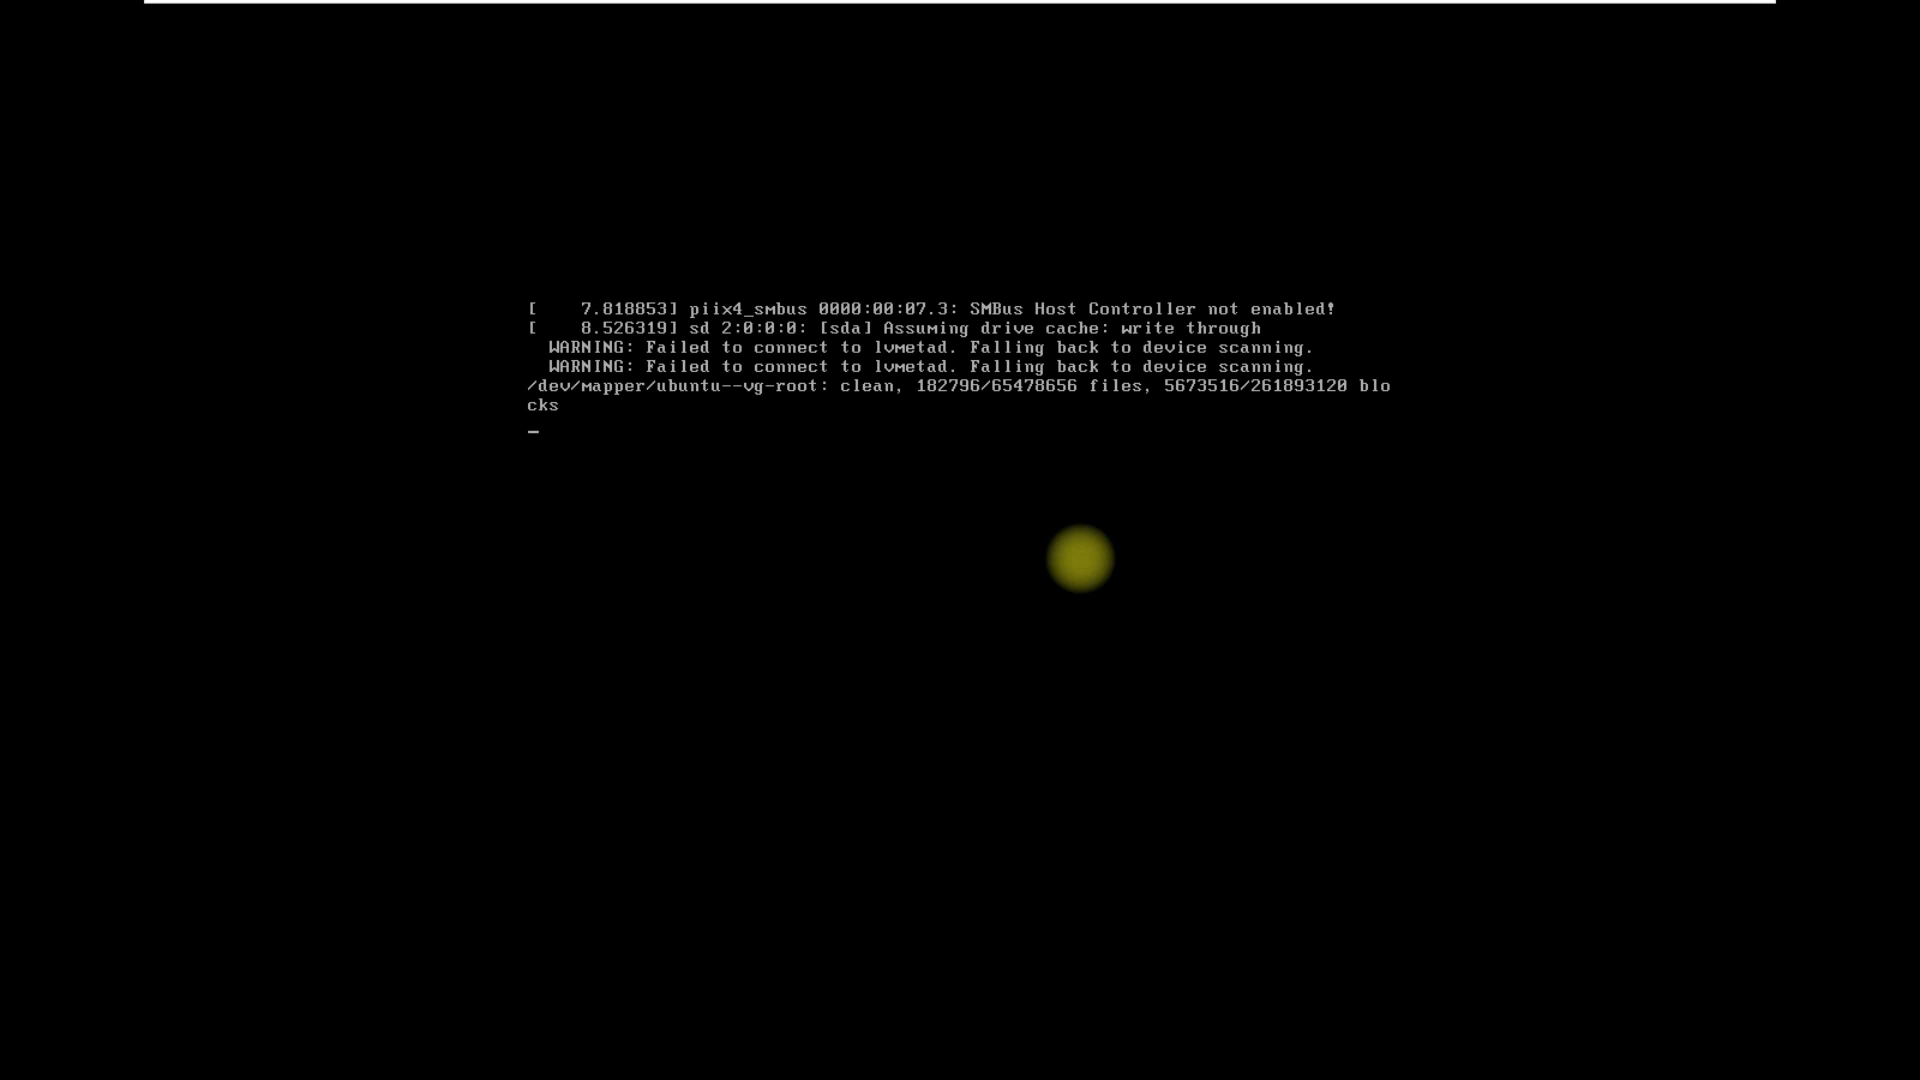 [    7.818853] piix4_smbus 0000:00:07.3: SMBus Host Controller not enabled!
[    8.526319] sd 2:0:0:0: [sda] Assuming drive cache: write through
  WARNING: Failed to connect to lvmetad. Falling back to device scanning.
  WARNING: Failed to connect to lvmetad. Falling back to device scanning.
/dev/mapper/ubuntu--vg-root: clean, 182796/65478656 files, 5673516/261893120 blo
cks
_